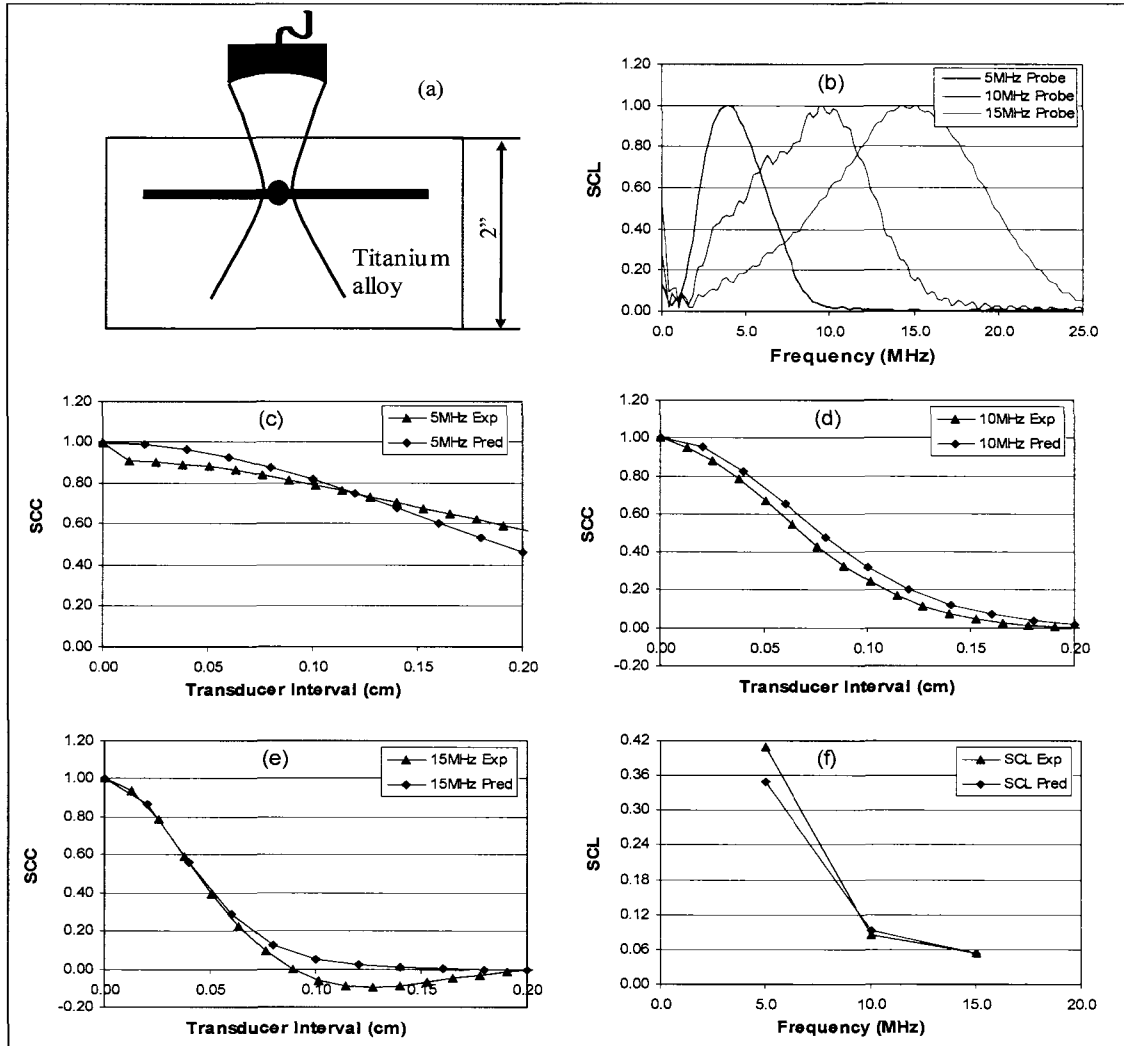 (a)
2"
Titanium
alloy
(b)
5MHz Probe
10MHz Probe
15MHz Probe
1.20
1.00
0.80
0.60
0.40
0.20
0.00
SCL
0.0 5.0 10.0 15.0 20.0 25.0
Frequency (MHz)
(c)
5MHz Exp
5MHz Pred
1.20
1.00
0.80
0.60
0.40
0.20
0.00
SCC
0.00 0.05 0.10 0.15 0.20
Transducer Interval (cm)
(d)
10MHz Exp
10MHz Pred
1.20
1.00
0.80
0.60
0.40
0.20
0.00
-0.20
SCC
0.00 0.05 0.10 0.15 0.20
Transducer Interval (cm)
(e)
15MHz Exp
15MHz Pred
1.20
1.00
0.80
0.60
0.40
0.20
0.00
-0.20
SCC
0.00 0.05 0.10 0.15 0.20
Transducer Interval (cm)
(f)
SCL Exp
SCL Pred
0.42
0.36
0.30
0.24
0.18
0.12
0.06
0.00
SCL
0.0 5.0 10.0 15.0 20.0
Frequency (MHz)